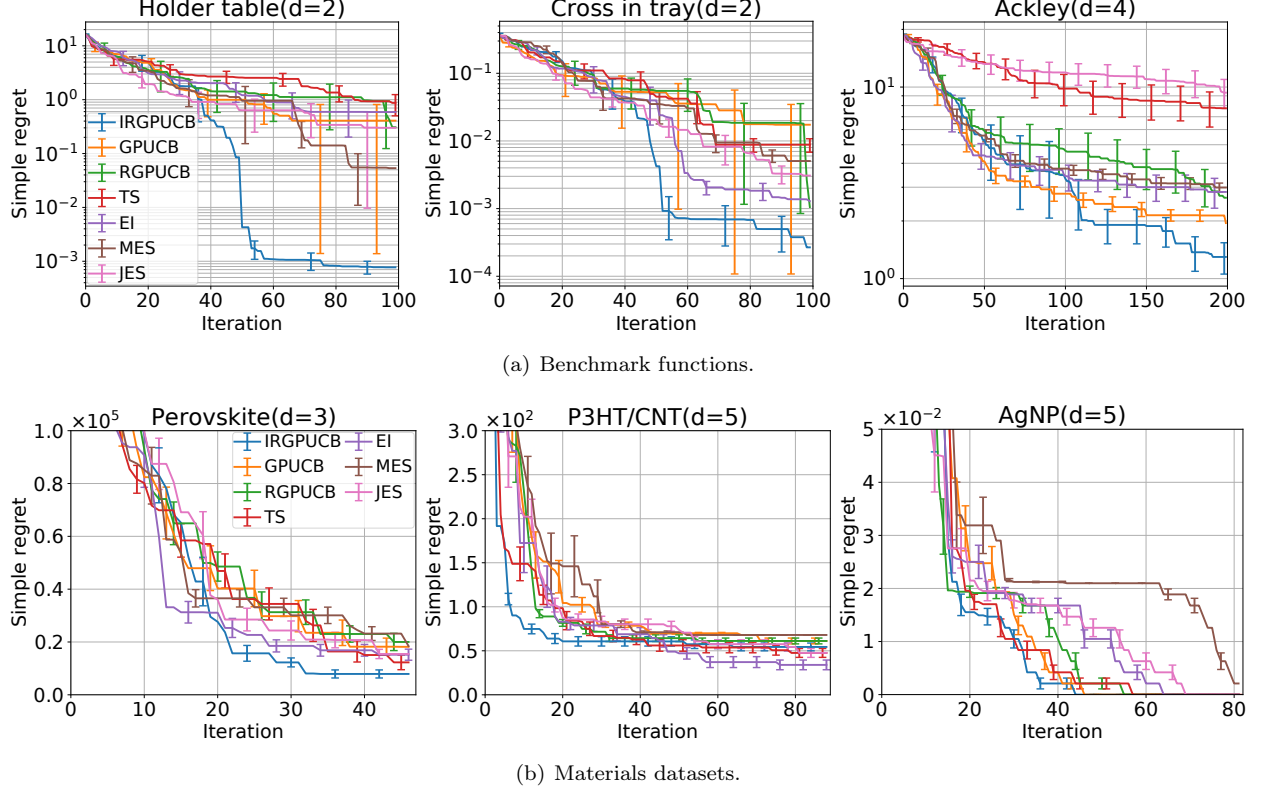 Holder table(d=2)
Simple regret
10^1
10^0
10^−1
10^−2
10^−3
IRGPUCB
GPUCB
RGPUCB
TS
EI
MES
JES
0 20 40 60 80 100
Iteration
Cross in tray(d=2)
Simple regret
10^−1
10^−2
10^−3
10^−4
0 20 40 60 80 100
Iteration
Ackley(d=4)
Simple regret
10^1
10^0
0 50 100 150 200
Iteration
(a) Benchmark functions.
×10^5 Perovskite(d=3)
Simple regret
1.0
0.8
0.6
0.4
0.2
0.0
IRGPUCB EI
GPUCB MES
RGPUCB JES
TS
0 10 20 30 40
Iteration
×10^2 P3HT/CNT(d=5)
Simple regret
3.0
2.5
2.0
1.5
1.0
0.5
0.0
0 20 40 60 80
Iteration
×10^−2 AgNP(d=5)
Simple regret
5
4
3
2
1
0
0 20 40 60 80
Iteration
(b) Materials datasets.